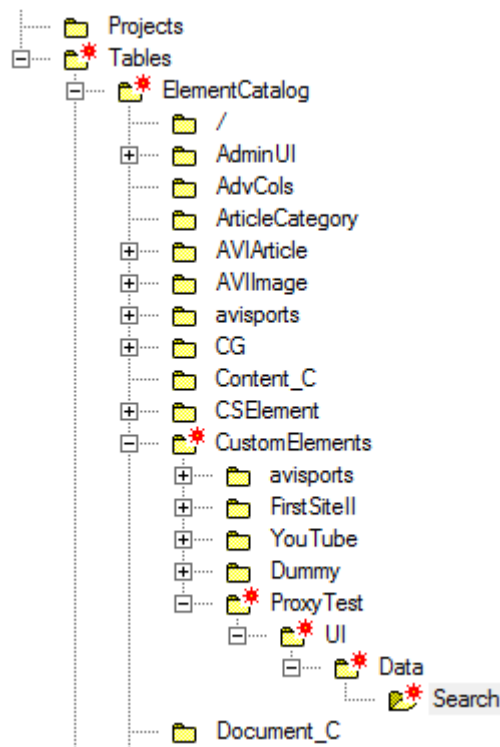 Projects
Tables
ElementCatalog
/
AdminUI
AdvCols
ArticleCategory
AVIArticle
AVIImage
avisports
CG
Content_C
CSElement
CustomElements
avisports
FirstSiteII
YouTube
Dummy
ProxyTest
UI
Data
Search
Document_C